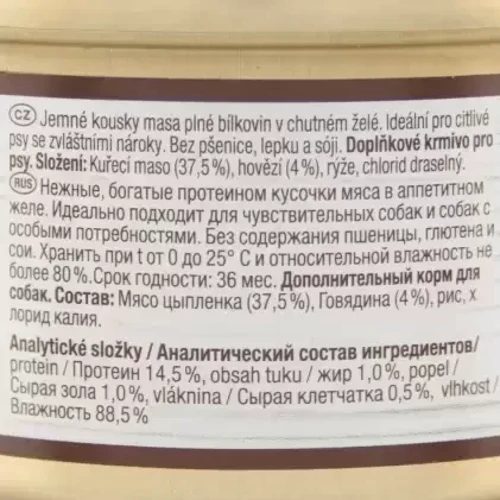 CZ Jemné kousky masa plné bílkovin v chutném želé. Ideální pro citlivé
psy se zvláštními nároky. Bez pšenice, lepku a sóji. Doplňkové krmivo pro
psy. Složení: Kuřecí maso (37,5%), hovězí (4%), rýže, chlorid draselný.
RUS Нежные, богатые протеином кусочки мяса в аппетитном
желе. Идеально подходит для чувствительных собак и собак с
особыми потребностями. Без содержания пшеницы, глютена и
сои. Хранить при t от 0 до 25° С и относительной влажность не
более 80%.Срок годности: 36 мес. Дополнительный корм для
собак. Состав: Мясо цыпленка (37,5%), Говядина (4%), рис, х
лорид калия.
Analytické složky / Аналитический состав ингредиентов/
protein / Протеин 14,5%, obsah tuku / жир 1,0%, popel /
Сырая зола 1,0%, vláknina / Сырая клетчатка 0,5%, vlhkost /
Влажность 88,5%